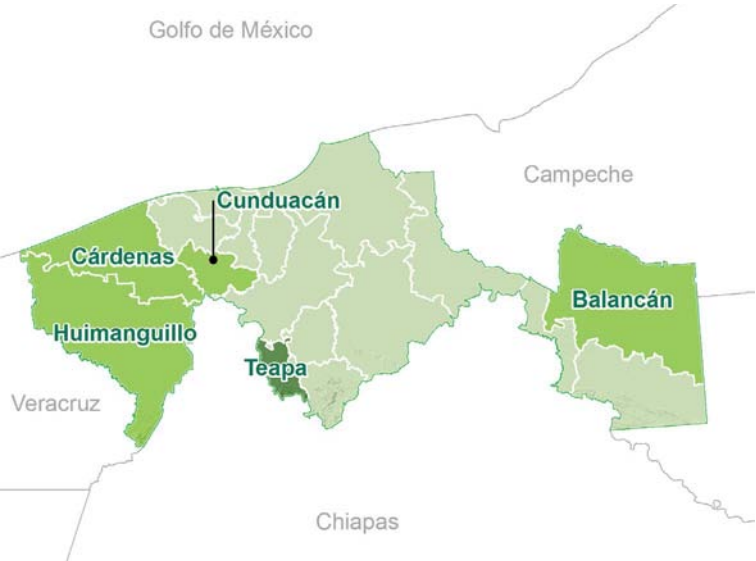 Golfo de México
Campeche
Cunduacán
Cárdenas
Balancán
Huimanguillo
Teapa
Veracruz
Chiapas